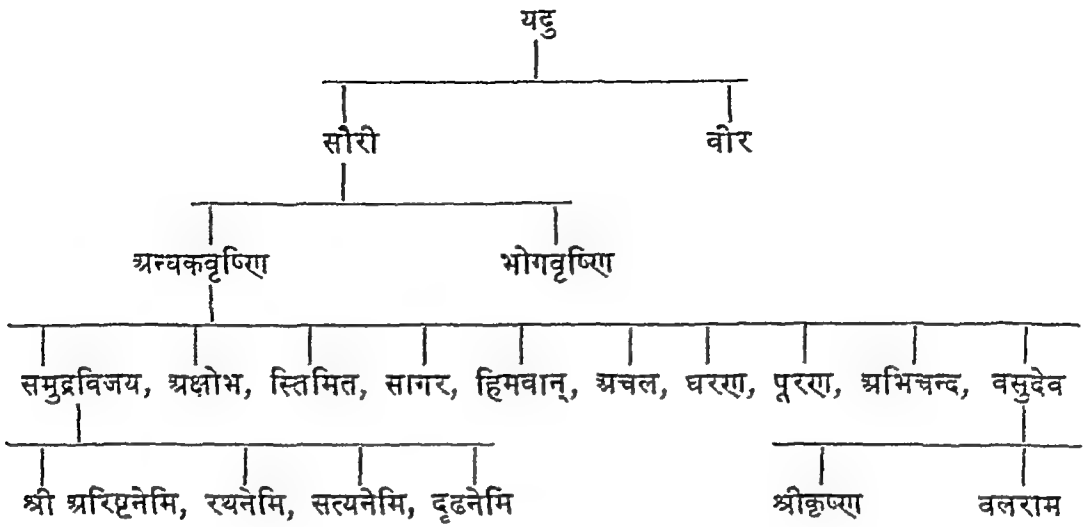 यदु
सौरी वीर
अन्धकवृष्णि भोगवृष्णि
समुद्रविजय, अक्षोभ, स्तिमित, सागर, हिमवान्, अचल, धरण, पूरण, अभिचन्द, वसुदेव
श्री अरिष्टनेमि, रथनेमि, सत्यनेमि, दृढनेमि श्रीकृष्ण वलराम